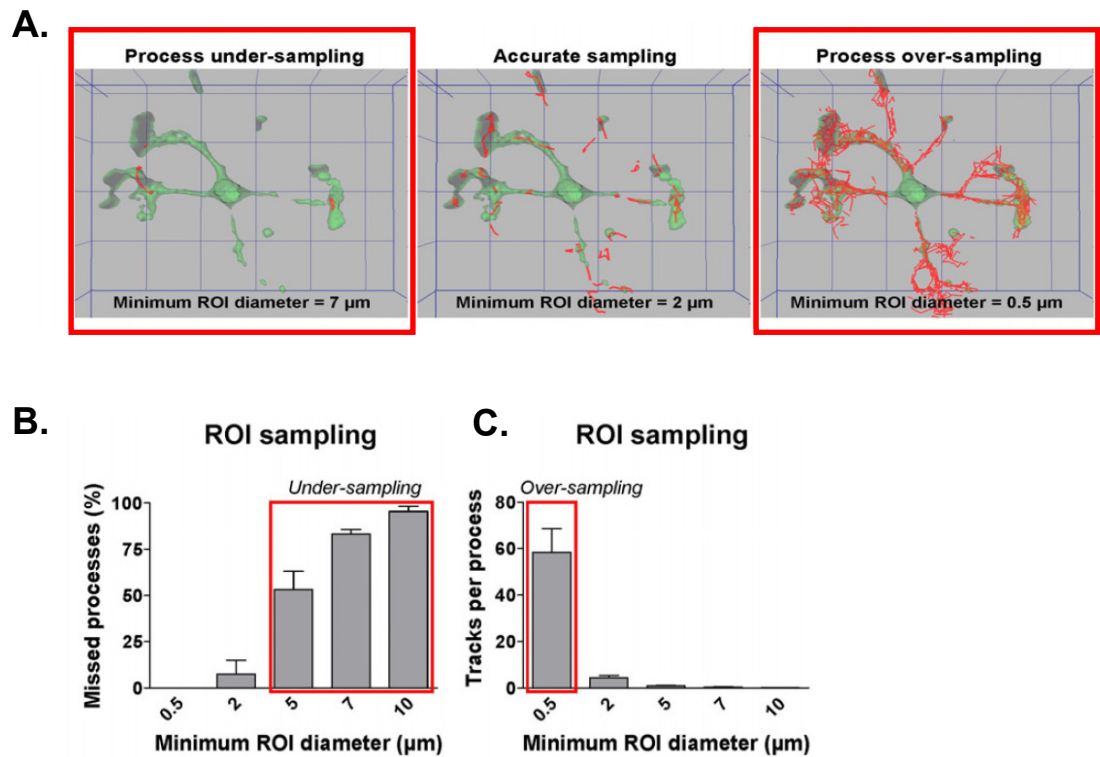 A.
Process under-sampling
Accurate sampling
Process over-sampling
Minimum ROI diameter = 7 µm
Minimum ROI diameter = 2 µm
Minimum ROI diameter = 0.5 µm
B.
ROI sampling
Under-sampling
Missed processes (%)
100
75
50
25
0
0.5
2
5
7
10
Minimum ROI diameter (µm)
C.
ROI sampling
Over-sampling
Tracks per process
80
60
40
20
0
0.5
2
5
7
10
Minimum ROI diameter (µm)